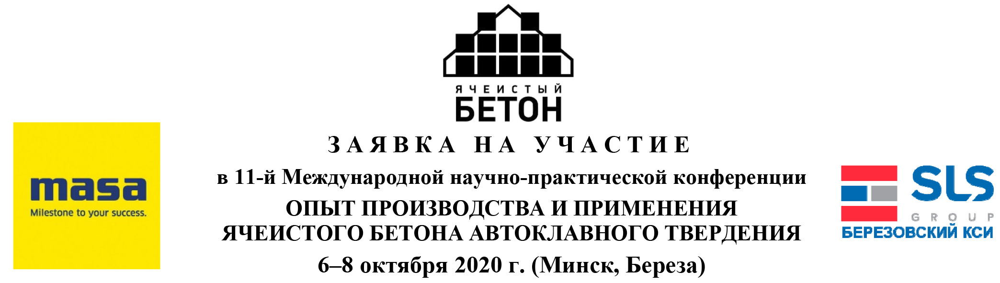 ЯЧЕИСТЫЙ
БЕТОН
ЗАЯВКА НА УЧАСТИЕ
в 11-й Международной научно-практической конференции
ОПЫТ ПРОИЗВОДСТВА И ПРИМЕНЕНИЯ
ЯЧЕИСТОГО БЕТОНА АВТОКЛАВНОГО ТВЕРДЕНИЯ
6–8 октября 2020 г. (Минск, Береза)
masa
Milestone to your success.
SLS
GROUP
БЕРЕЗОВСКИЙ КСИ